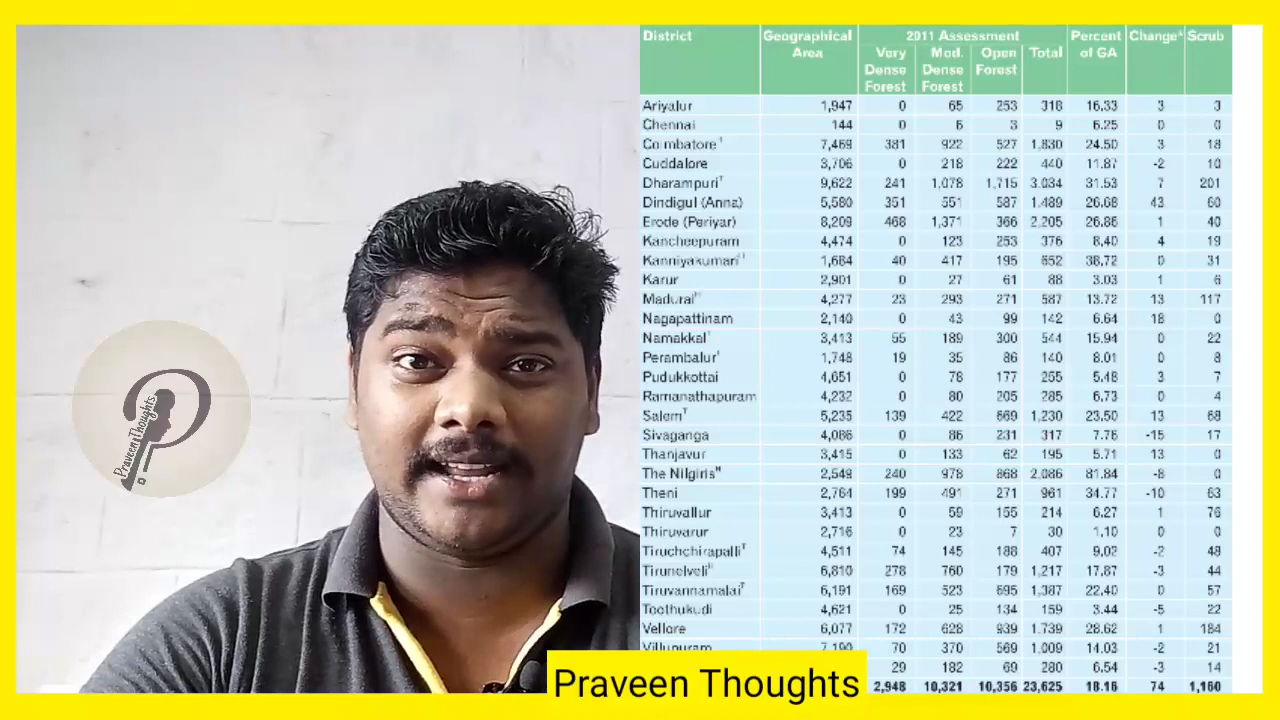 Praveen Thoughts
District Geographical Area 2011 Assessment Percent of GA Changeᴬ Scrub
Very Dense Forest Mod. Dense Forest Open Forest Total
Ariyalur 1,947 0 65 253 318 16.33 3 3
Chennai 144 0 6 3 9 6.25 0 0
Coimbatoreᵀ 7,469 381 922 527 1,830 24.50 3 18
Cuddalore 3,706 0 218 222 440 11.87 -2 10
Dharampuriᵀ 9,622 241 1,078 1,715 3,034 31.53 7 201
Dindigul (Anna) 5,580 351 551 587 1,489 26.68 43 60
Erode (Periyar) 8,209 468 1,371 366 2,205 26.86 1 40
Kancheepuram 4,474 0 123 253 376 8.40 4 19
Kanniyakumariᴴ 1,684 40 417 195 652 38.72 0 31
Karur 2,901 0 27 61 88 3.03 1 6
Maduraiᴴ 4,277 23 293 271 587 13.72 13 117
Nagapattinam 2,140 0 43 99 142 6.64 18 0
Namakkalᵀ 3,413 55 189 300 544 15.94 0 22
Perambalurᵀ 1,748 19 35 86 140 8.01 0 8
Pudukkottai 4,651 0 78 177 255 5.48 3 7
Ramanathapuram 4,232 0 80 205 285 6.73 0 4
Salemᵀ 5,235 139 422 669 1,230 23.50 13 68
Sivaganga 4,086 0 86 231 317 7.76 -15 17
Thanjavur 3,415 0 133 62 195 5.71 13 0
The Nilgirisᴴ 2,549 240 978 868 2,086 81.84 -8 0
Theni 2,764 199 491 271 961 34.77 -10 63
Thiruvallur 3,413 0 59 155 214 6.27 1 76
Thiruvarur 2,716 0 23 7 30 1.10 0 0
Tiruchchirapalliᵀ 4,511 74 145 188 407 9.02 -2 48
Tirunelveliᴴ 6,810 278 760 179 1,217 17.87 -3 44
Tiruvannamalaiᵀ 6,191 169 523 695 1,387 22.40 0 57
Toothukudi 4,621 0 25 134 159 3.44 -5 22
Vellore 6,077 172 628 939 1,739 28.62 1 184
Villupuram 7,190 70 370 569 1,009 14.03 -2 21
29 182 69 280 6.54 -3 14
2,948 10,321 10,356 23,625 18.16 74 1,160
Praveen Thoughts